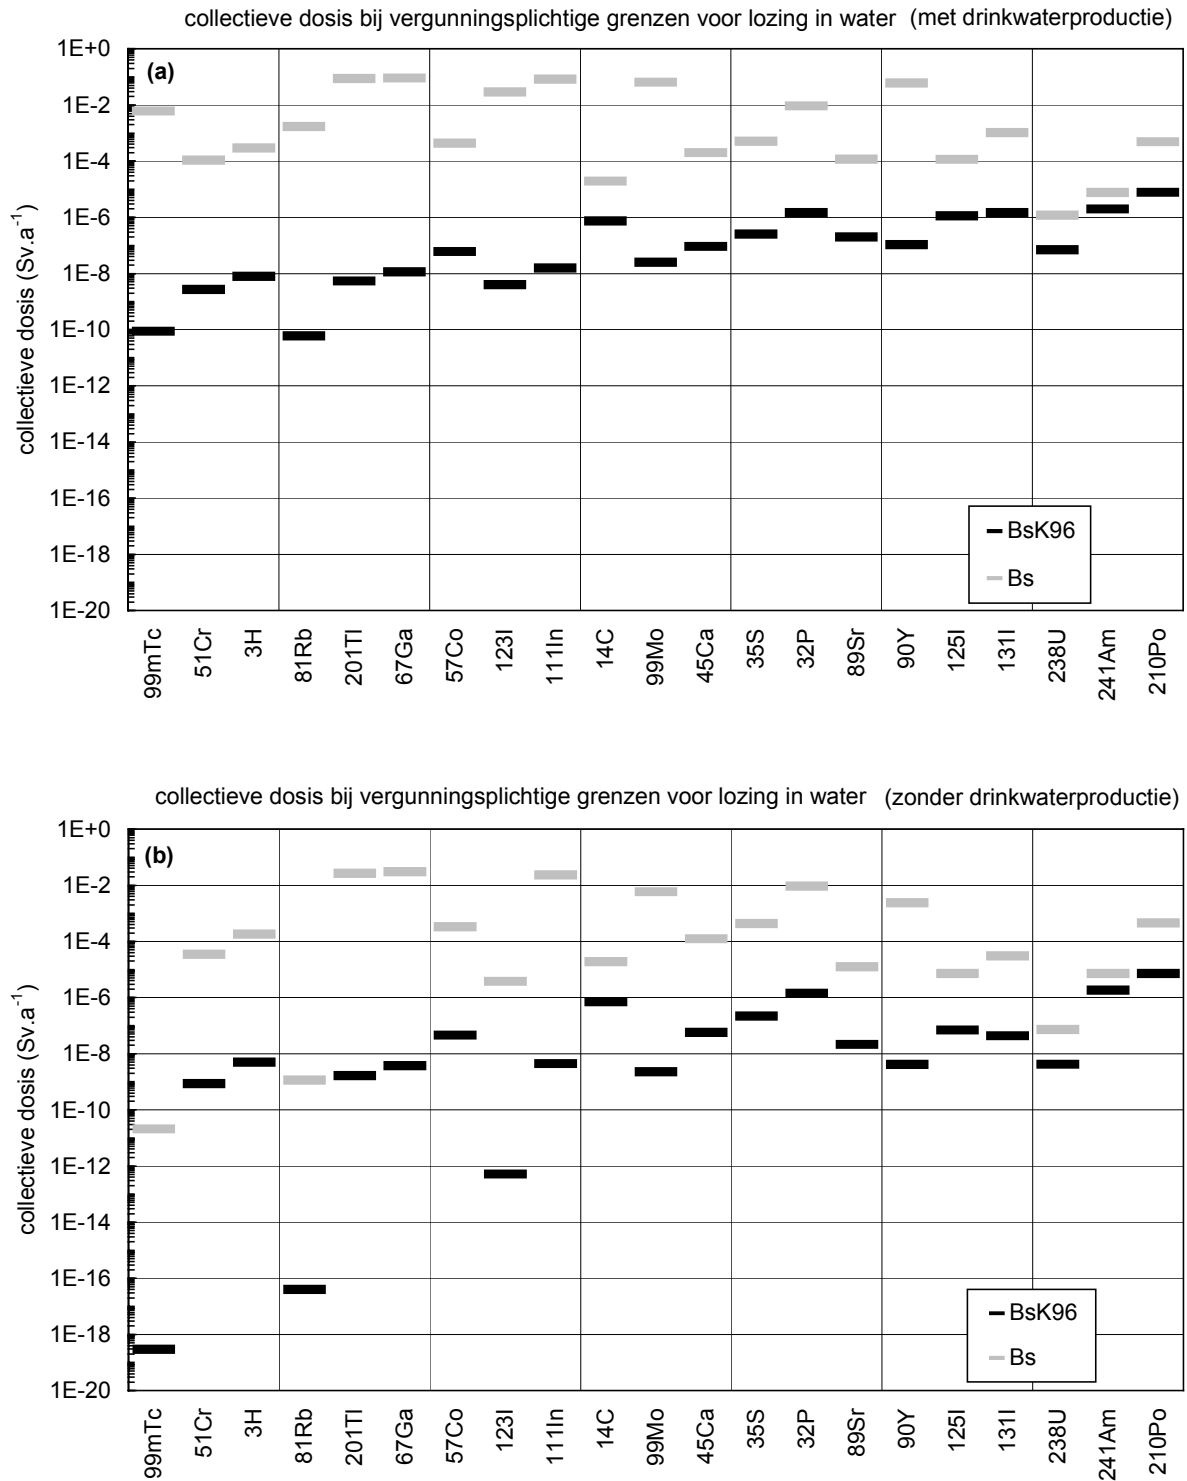 collectieve dosis bij vergunningsplichtige grenzen voor lozing in water (met drinkwaterproductie)
(a)
collectieve dosis (Sv.a-1)
1E+0
1E-2
1E-4
1E-6
1E-8
1E-10
1E-12
1E-14
1E-16
1E-18
1E-20
BsK96
Bs
99mTc
51Cr
3H
81Rb
201Tl
67Ga
57Co
123I
111In
14C
99Mo
45Ca
35S
32P
89Sr
90Y
125I
131I
238U
241Am
210Po
collectieve dosis bij vergunningsplichtige grenzen voor lozing in water (zonder drinkwaterproductie)
(b)
collectieve dosis (Sv.a-1)
1E+0
1E-2
1E-4
1E-6
1E-8
1E-10
1E-12
1E-14
1E-16
1E-18
1E-20
BsK96
Bs
99mTc
51Cr
3H
81Rb
201Tl
67Ga
57Co
123I
111In
14C
99Mo
45Ca
35S
32P
89Sr
90Y
125I
131I
238U
241Am
210Po